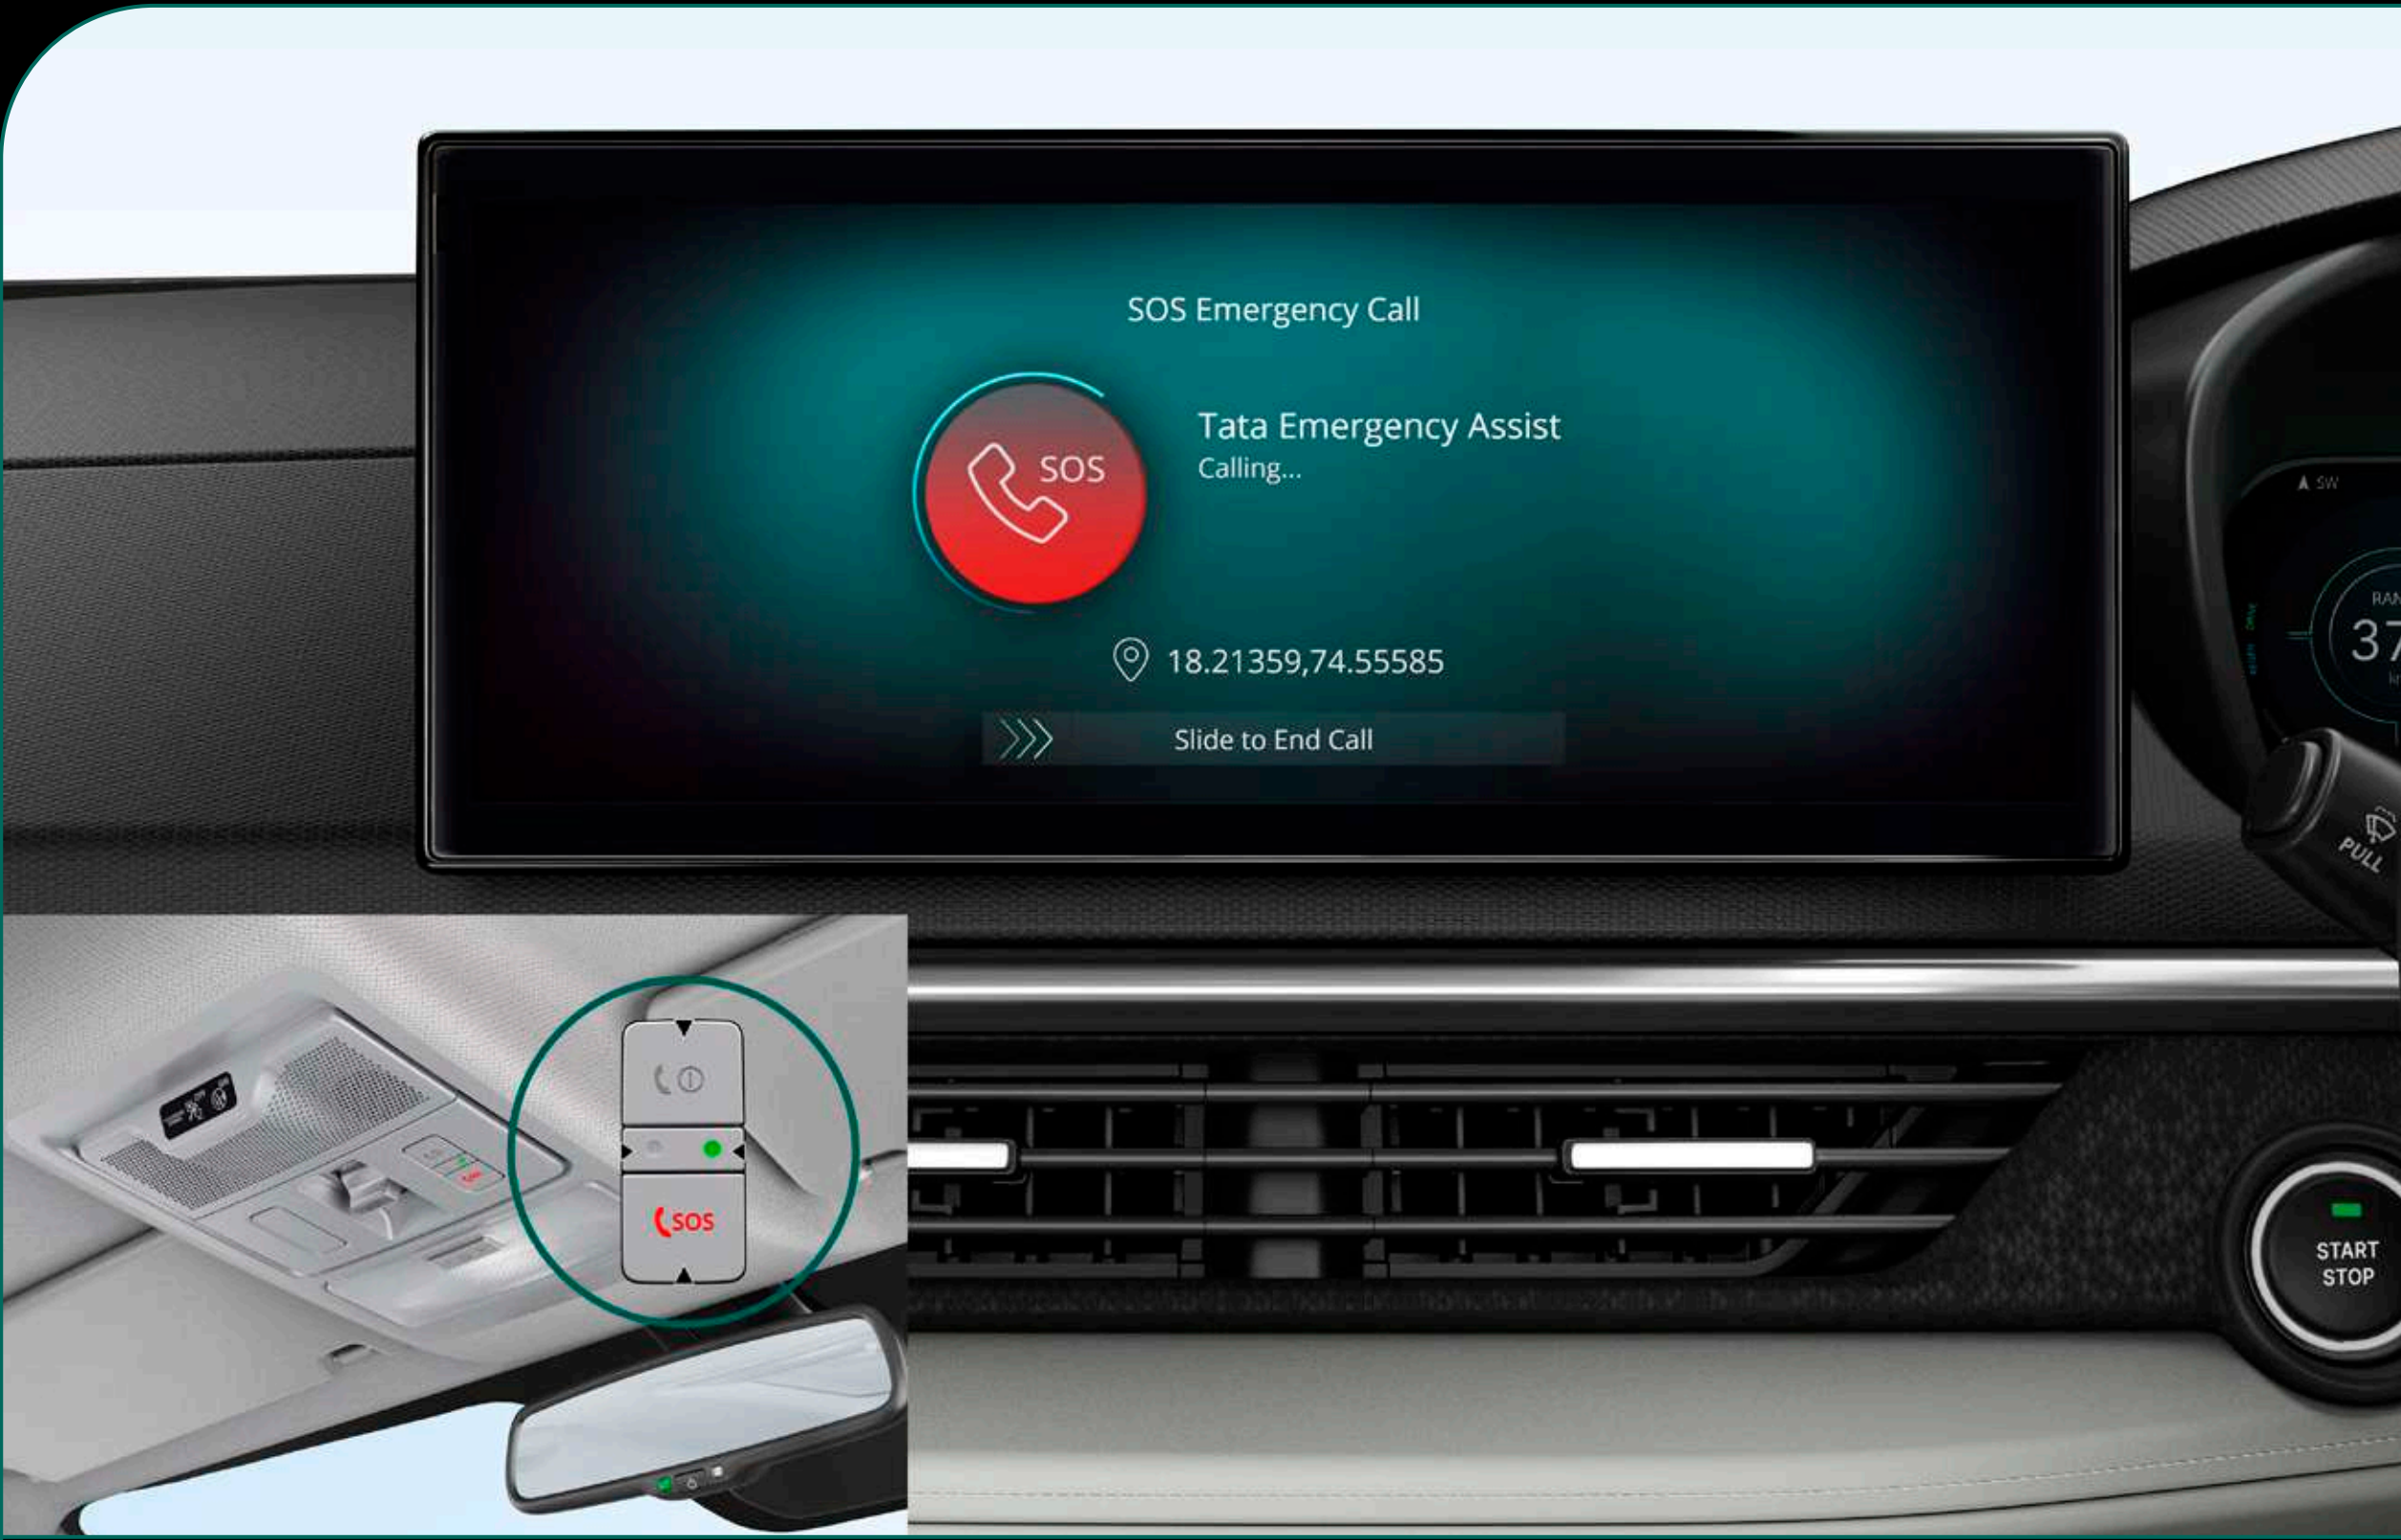 SOS Emergency Call
Tata Emergency Assist
SOS
Calling...
18.21359,74.55585
Slide to End Call
SW
37
PULL
SOS
START
STOP